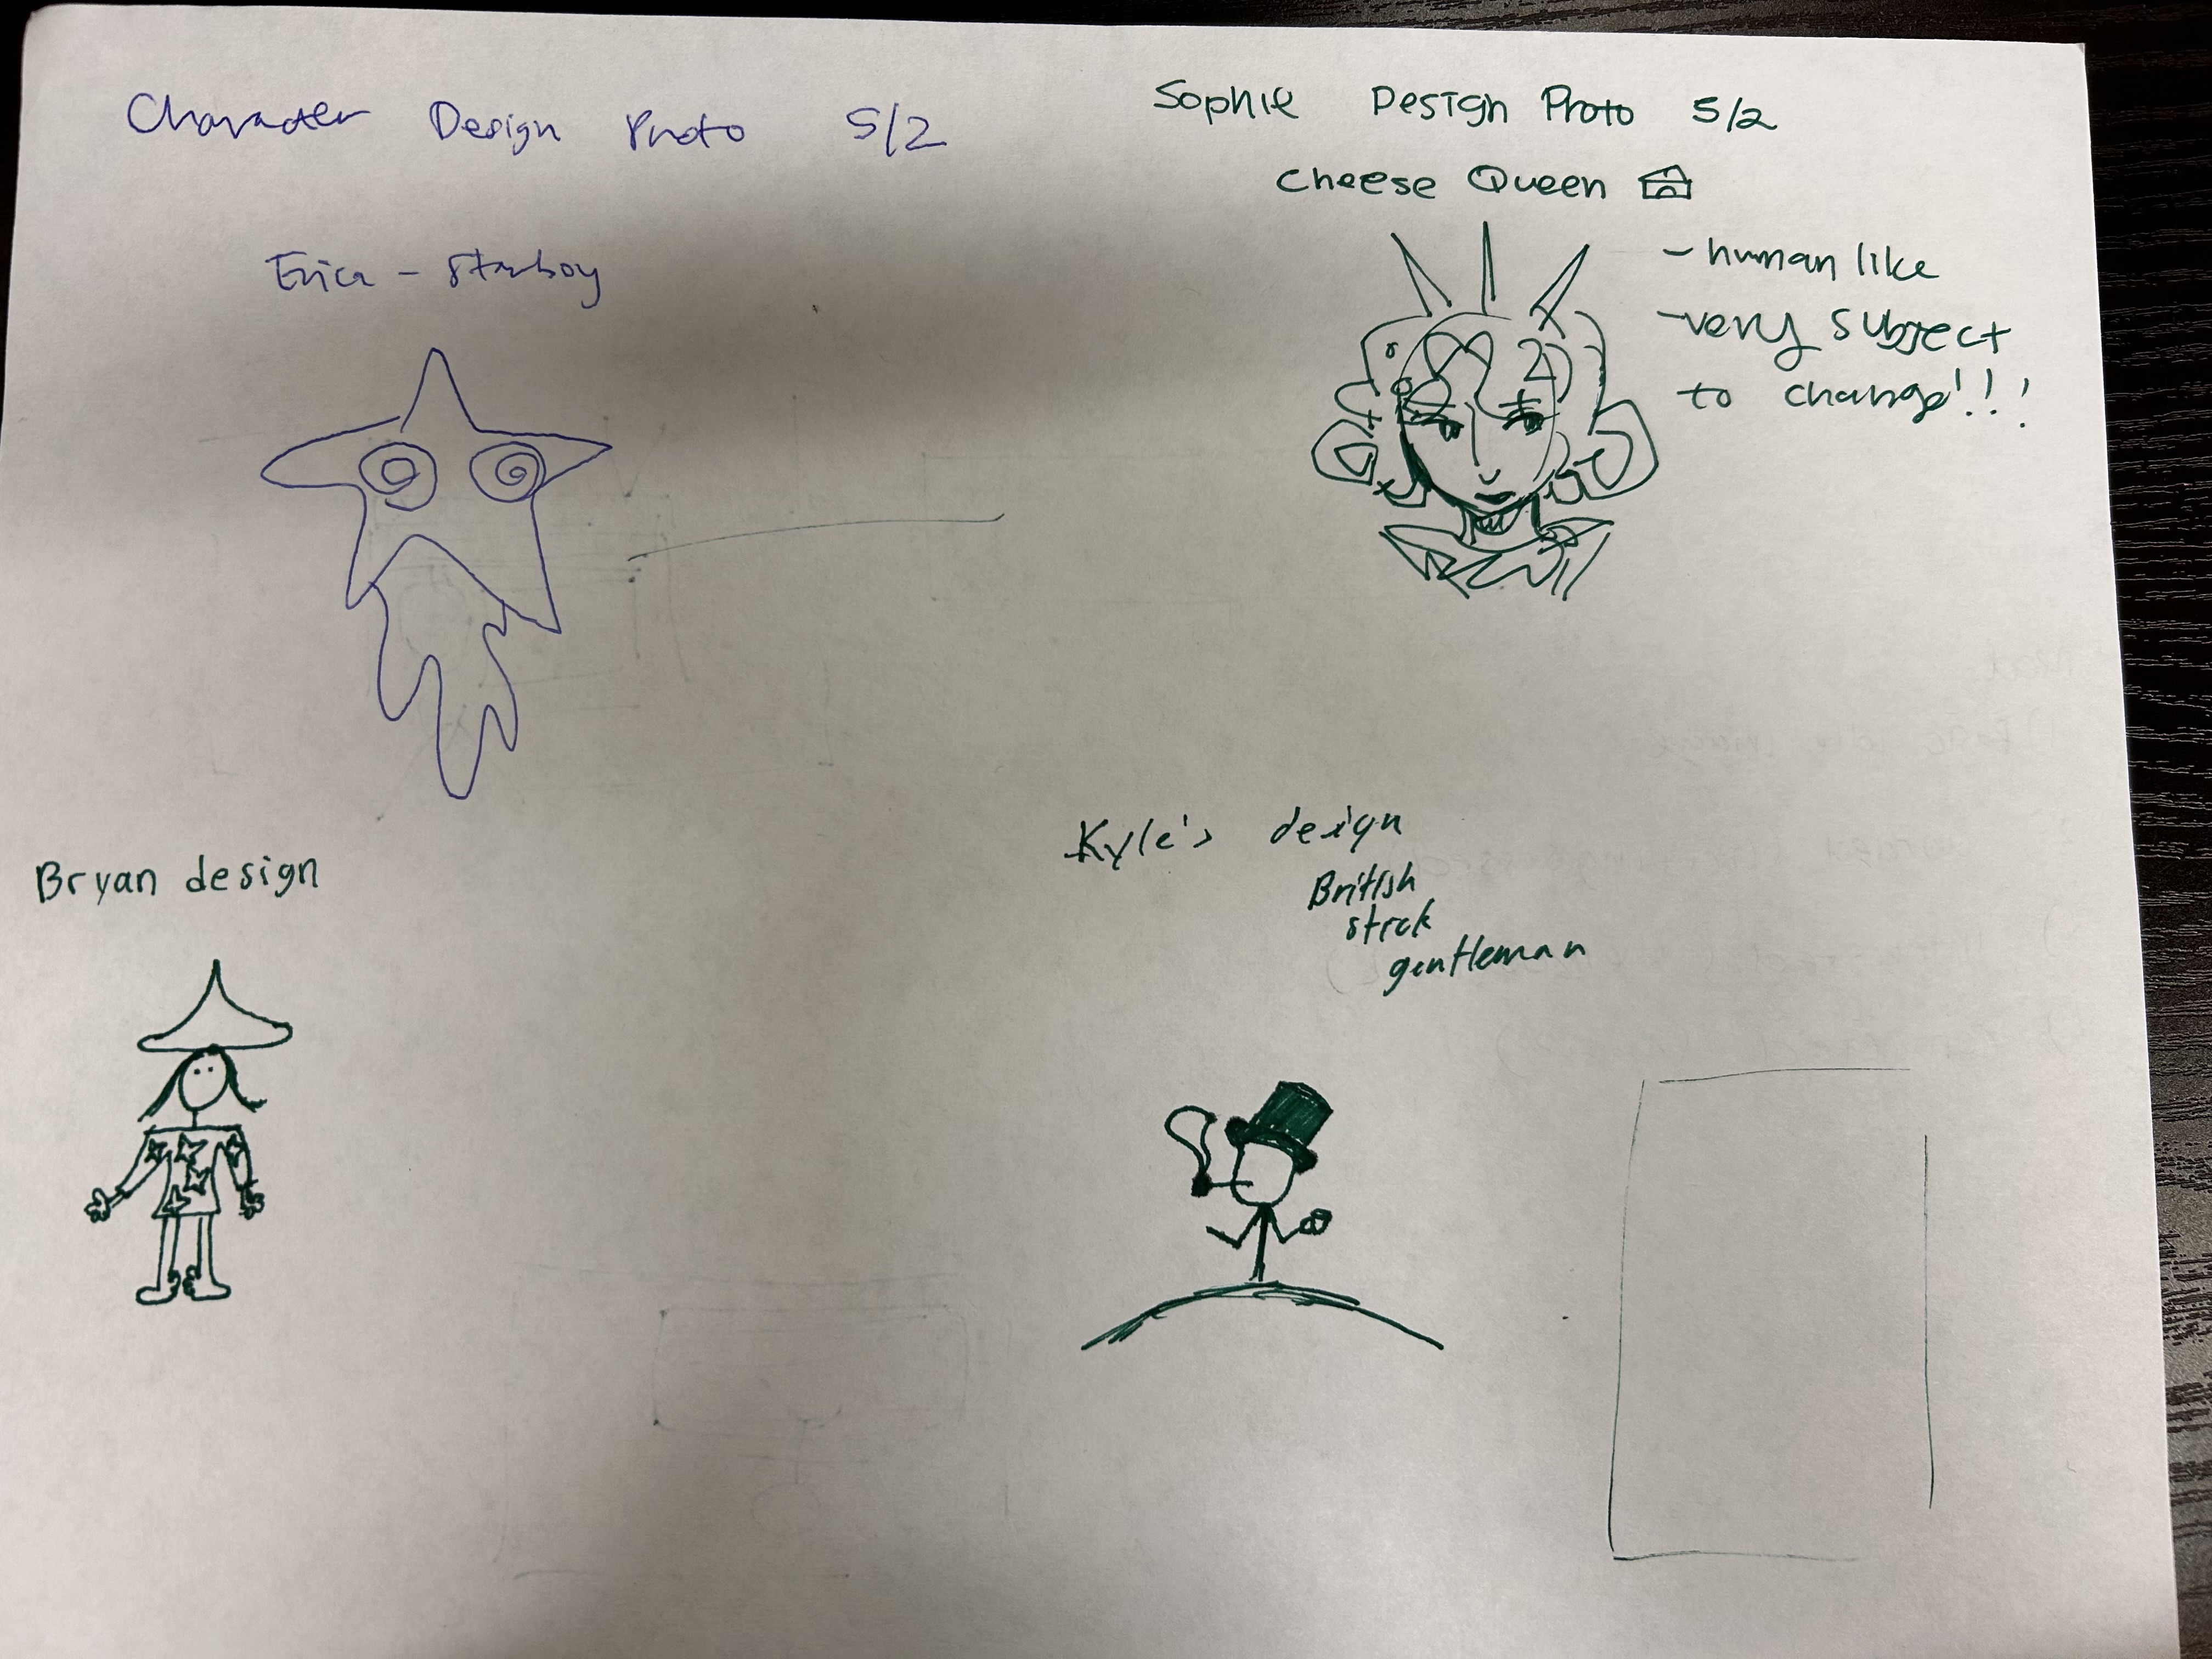 Character Design Proto 5/2
Erica - Starboy
Sophie Design Proto 5/2
Cheese Queen
- human like
- very subject
to change!!!
Bryan design
Kyle's design
British
stick
gentleman